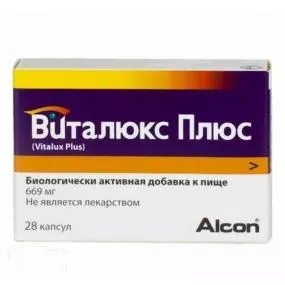 Виталюкс Плюс
(Vitalux Plus)
>
Биологически активная добавка к пище
669 мг
Не является лекарством
28 капсул
Alcon®